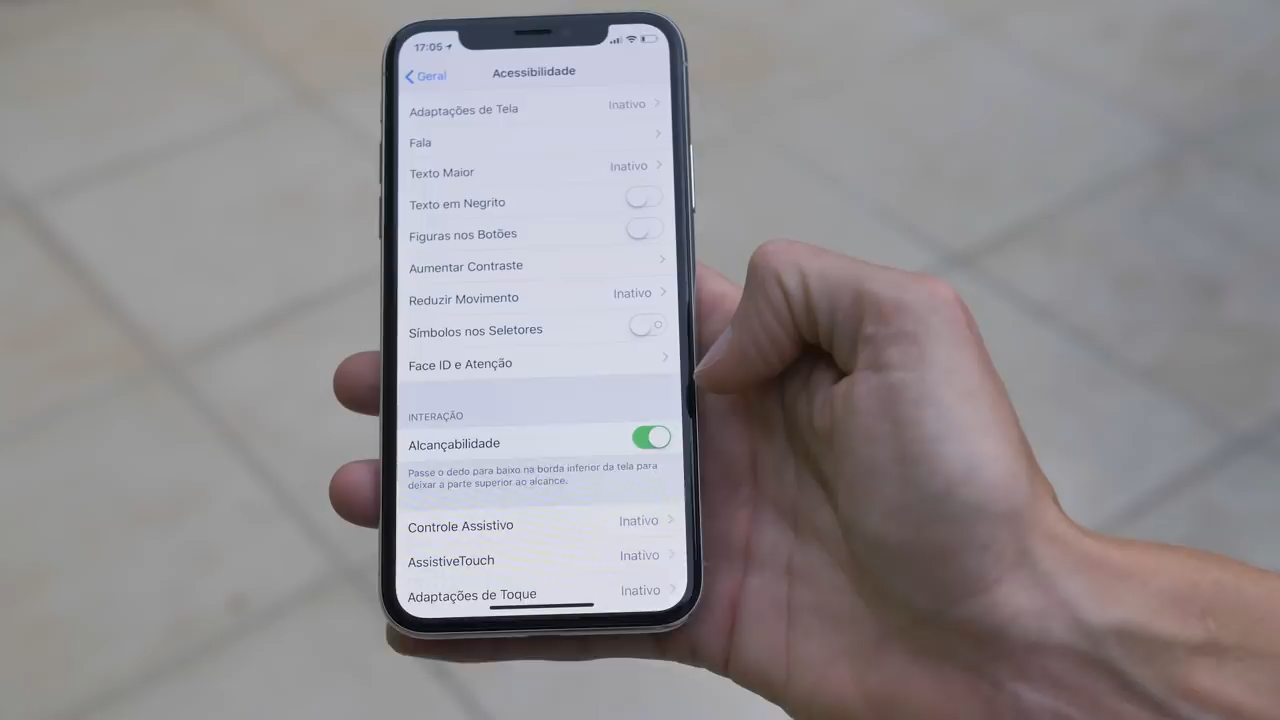 17:05
Geral
Acessibilidade
Adaptações de Tela Inativo
Fala
Texto Maior Inativo
Texto em Negrito
Figuras nos Botões
Aumentar Contraste
Reduzir Movimento Inativo
Símbolos nos Seletores
Face ID e Atenção
INTERAÇÃO
Alcançabilidade
Passe o dedo para baixo na borda inferior da tela para
deixar a parte superior ao alcance.
Controle Assistivo Inativo
AssistiveTouch Inativo
Adaptações de Toque Inativo